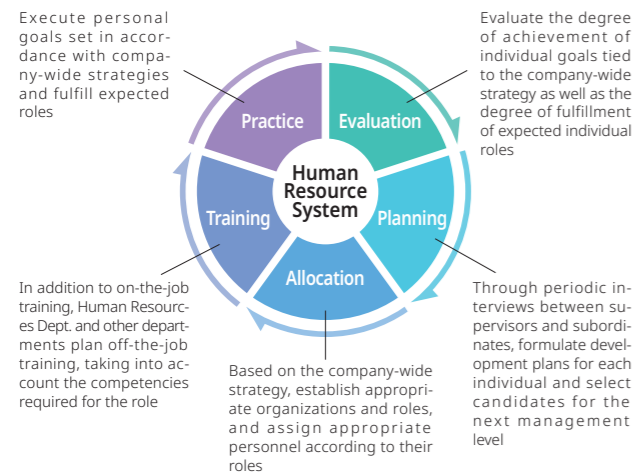 Execute personal
goals set in accor-
dance with compa-
ny-wide strategies
and fulfill expected
roles
Evaluate the degree
of achievement of
individual goals tied
to the company-wide
strategy as well as the
degree of fulfillment
of expected individual
roles
Practice
Evaluation
Human
Resource
System
Training
Planning
Allocation
In addition to on-the-job
training, Human Resourc-
es Dept. and other depart-
ments plan off-the-job
training, taking into ac-
count the competencies
required for the role
Based on the company-wide
strategy, establish appropri-
ate organizations and roles,
and assign appropriate
personnel according to their
roles
Through periodic in-
terviews between su-
pervisors and subordi-
nates, formulate devel-
opment plans for each
individual and select
candidates for the
next management
level